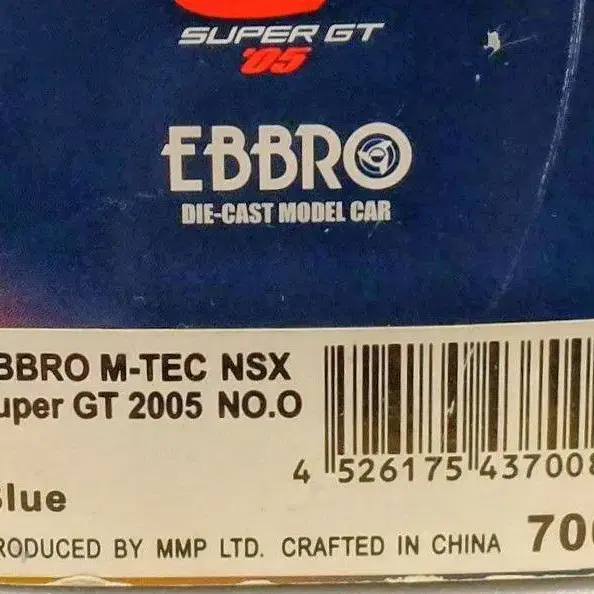 SUPER GT
'05
EBBRO
DIE-CAST MODEL CAR
BBRO M-TEC NSX
uper GT 2005 NO.O
4 526175 437008
lue
RODUCED BY MMP LTD. CRAFTED IN CHINA 700